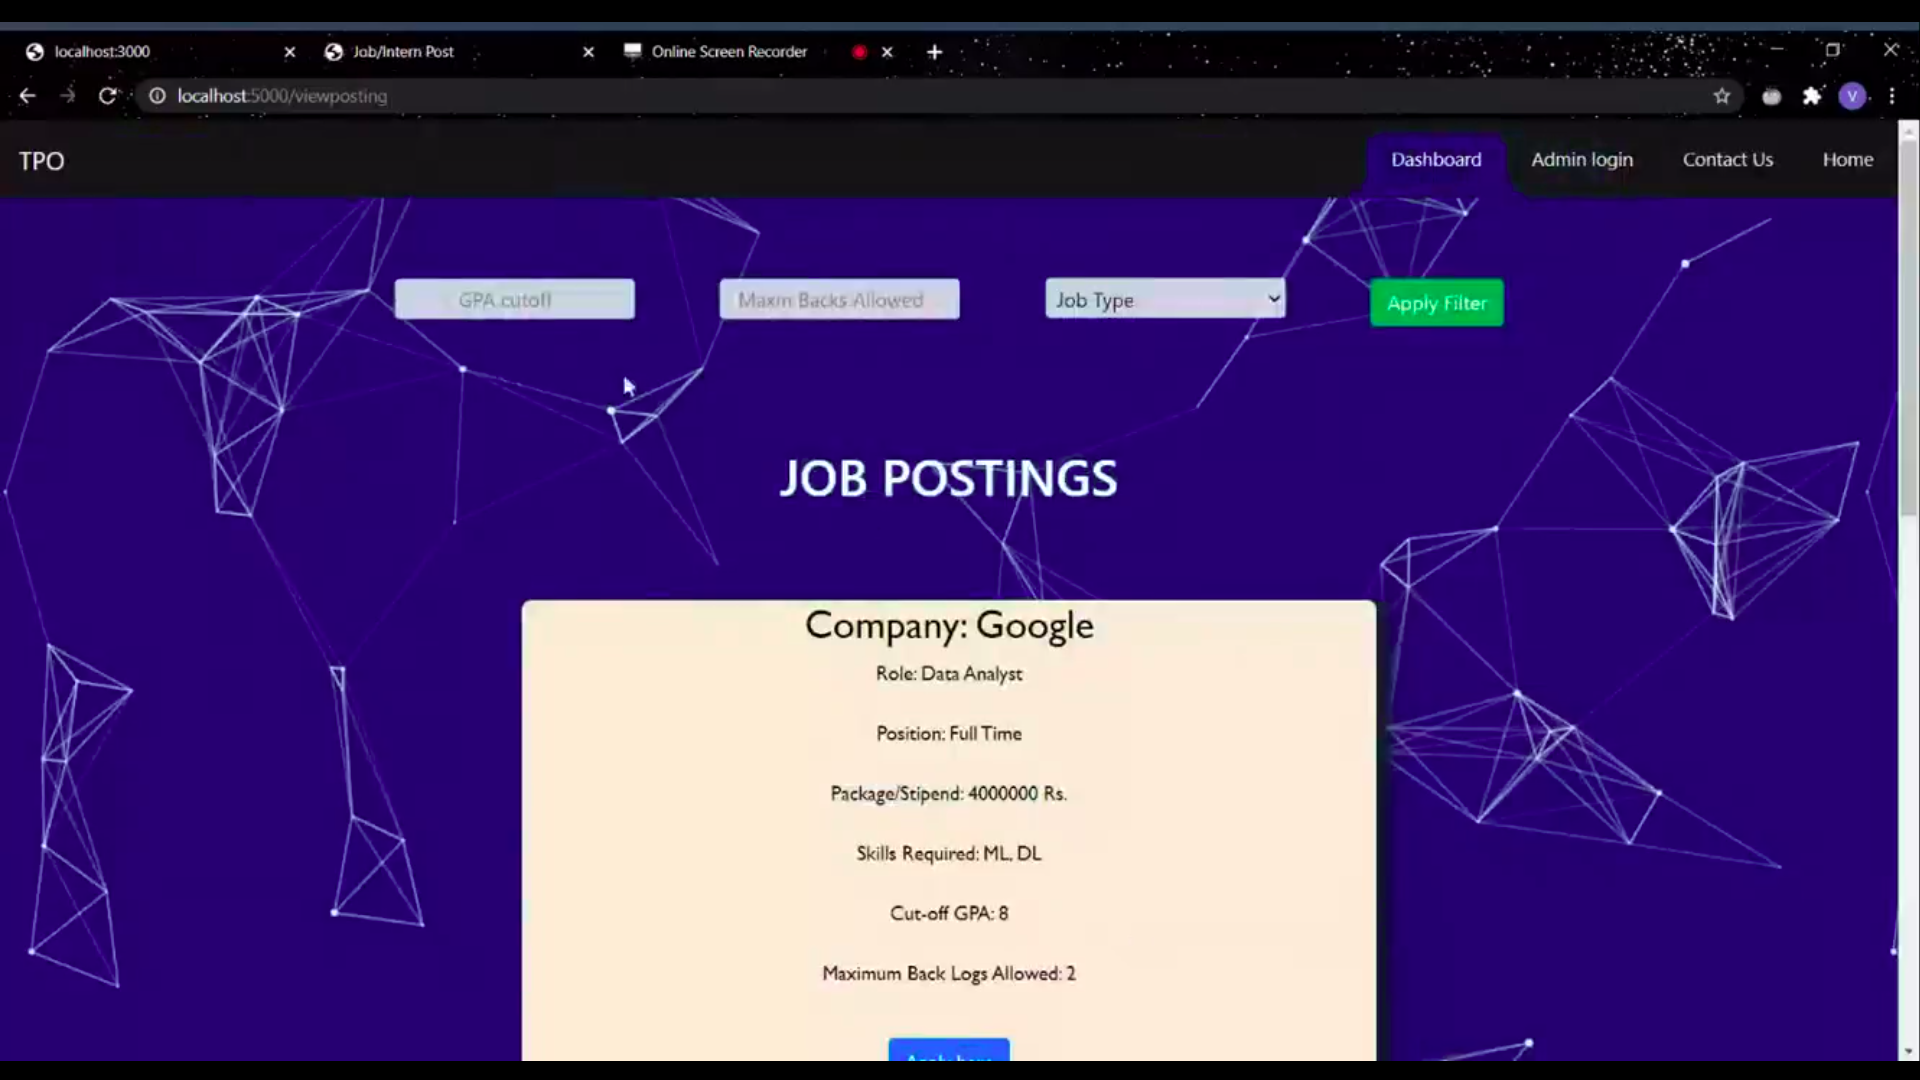 localhost:3000
Job/Intern Post
Online Screen Recorder
localhost:5000/viewposting
V
TPO
Dashboard
Admin login
Contact Us
Home
GPA cutoff
Maxm Backs Allowed
Job Type
Apply Filter
JOB POSTINGS
Company: Google
Role: Data Analyst
Position: Full Time
Package/Stipend: 4000000 Rs.
Skills Required: ML, DL
Cut-off GPA: 8
Maximum Back Logs Allowed: 2